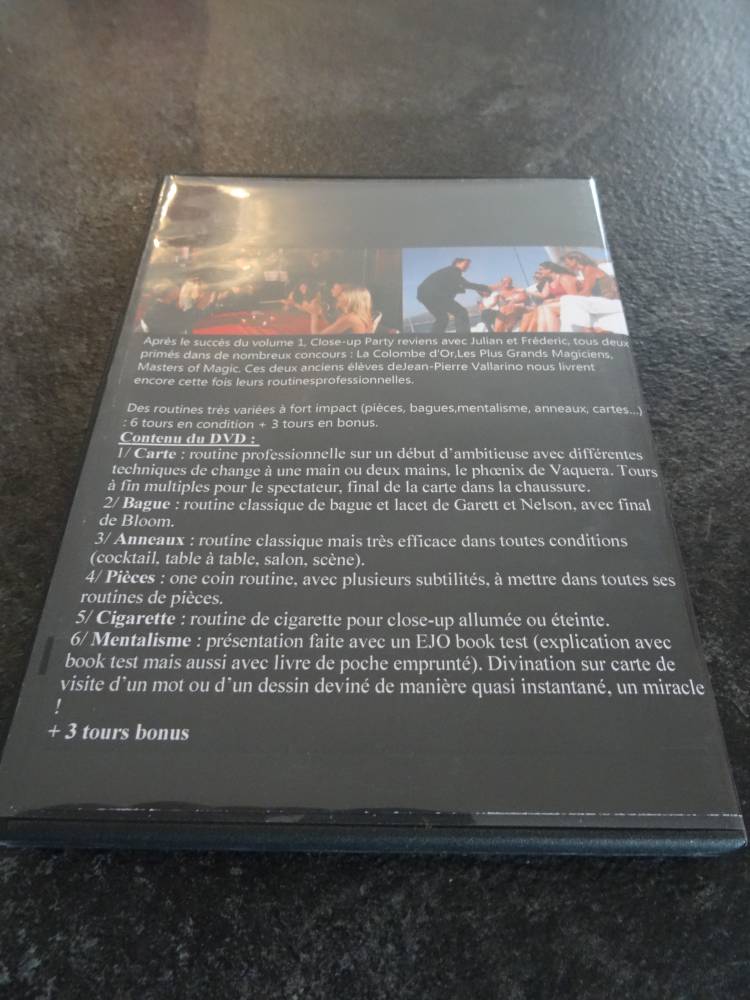 Après le succès du volume 1, Close-up Party reviens avec Julian et Fréderic, tous deux
primés dans de nombreux concours : La Colombe d'Or,Les Plus Grands Magiciens,
Masters of Magic. Ces deux anciens élèves deJean-Pierre Vallarino nous livrent
encore cette fois leurs routinesprofessionnelles.
Des routines très variées à fort impact (pièces, bagues,mentalisme, anneaux, cartes...)
: 6 tours en condition + 3 tours en bonus.
Contenu du DVD :
1/ Carte : routine professionnelle sur un début d'ambitieuse avec différentes
techniques de change à une main ou deux mains, le phœnix de Vaquera. Tours
à fin multiples pour le spectateur, final de la carte dans la chaussure.
2/ Bague : routine classique de bague et lacet de Garett et Nelson, avec final
de Bloom.
3/ Anneaux : routine classique mais très efficace dans toutes conditions
(cocktail, table à table, salon, scène).
4/ Pièces : one coin routine, avec plusieurs subtilités, à mettre dans toutes ses
routines de pièces.
5/ Cigarette : routine de cigarette pour close-up allumée ou éteinte.
6/ Mentalisme : présentation faite avec un EJO book test (explication avec
book test mais aussi avec livre de poche emprunté). Divination sur carte de
visite d'un mot ou d'un dessin deviné de manière quasi instantané, un miracle
!
+ 3 tours bonus